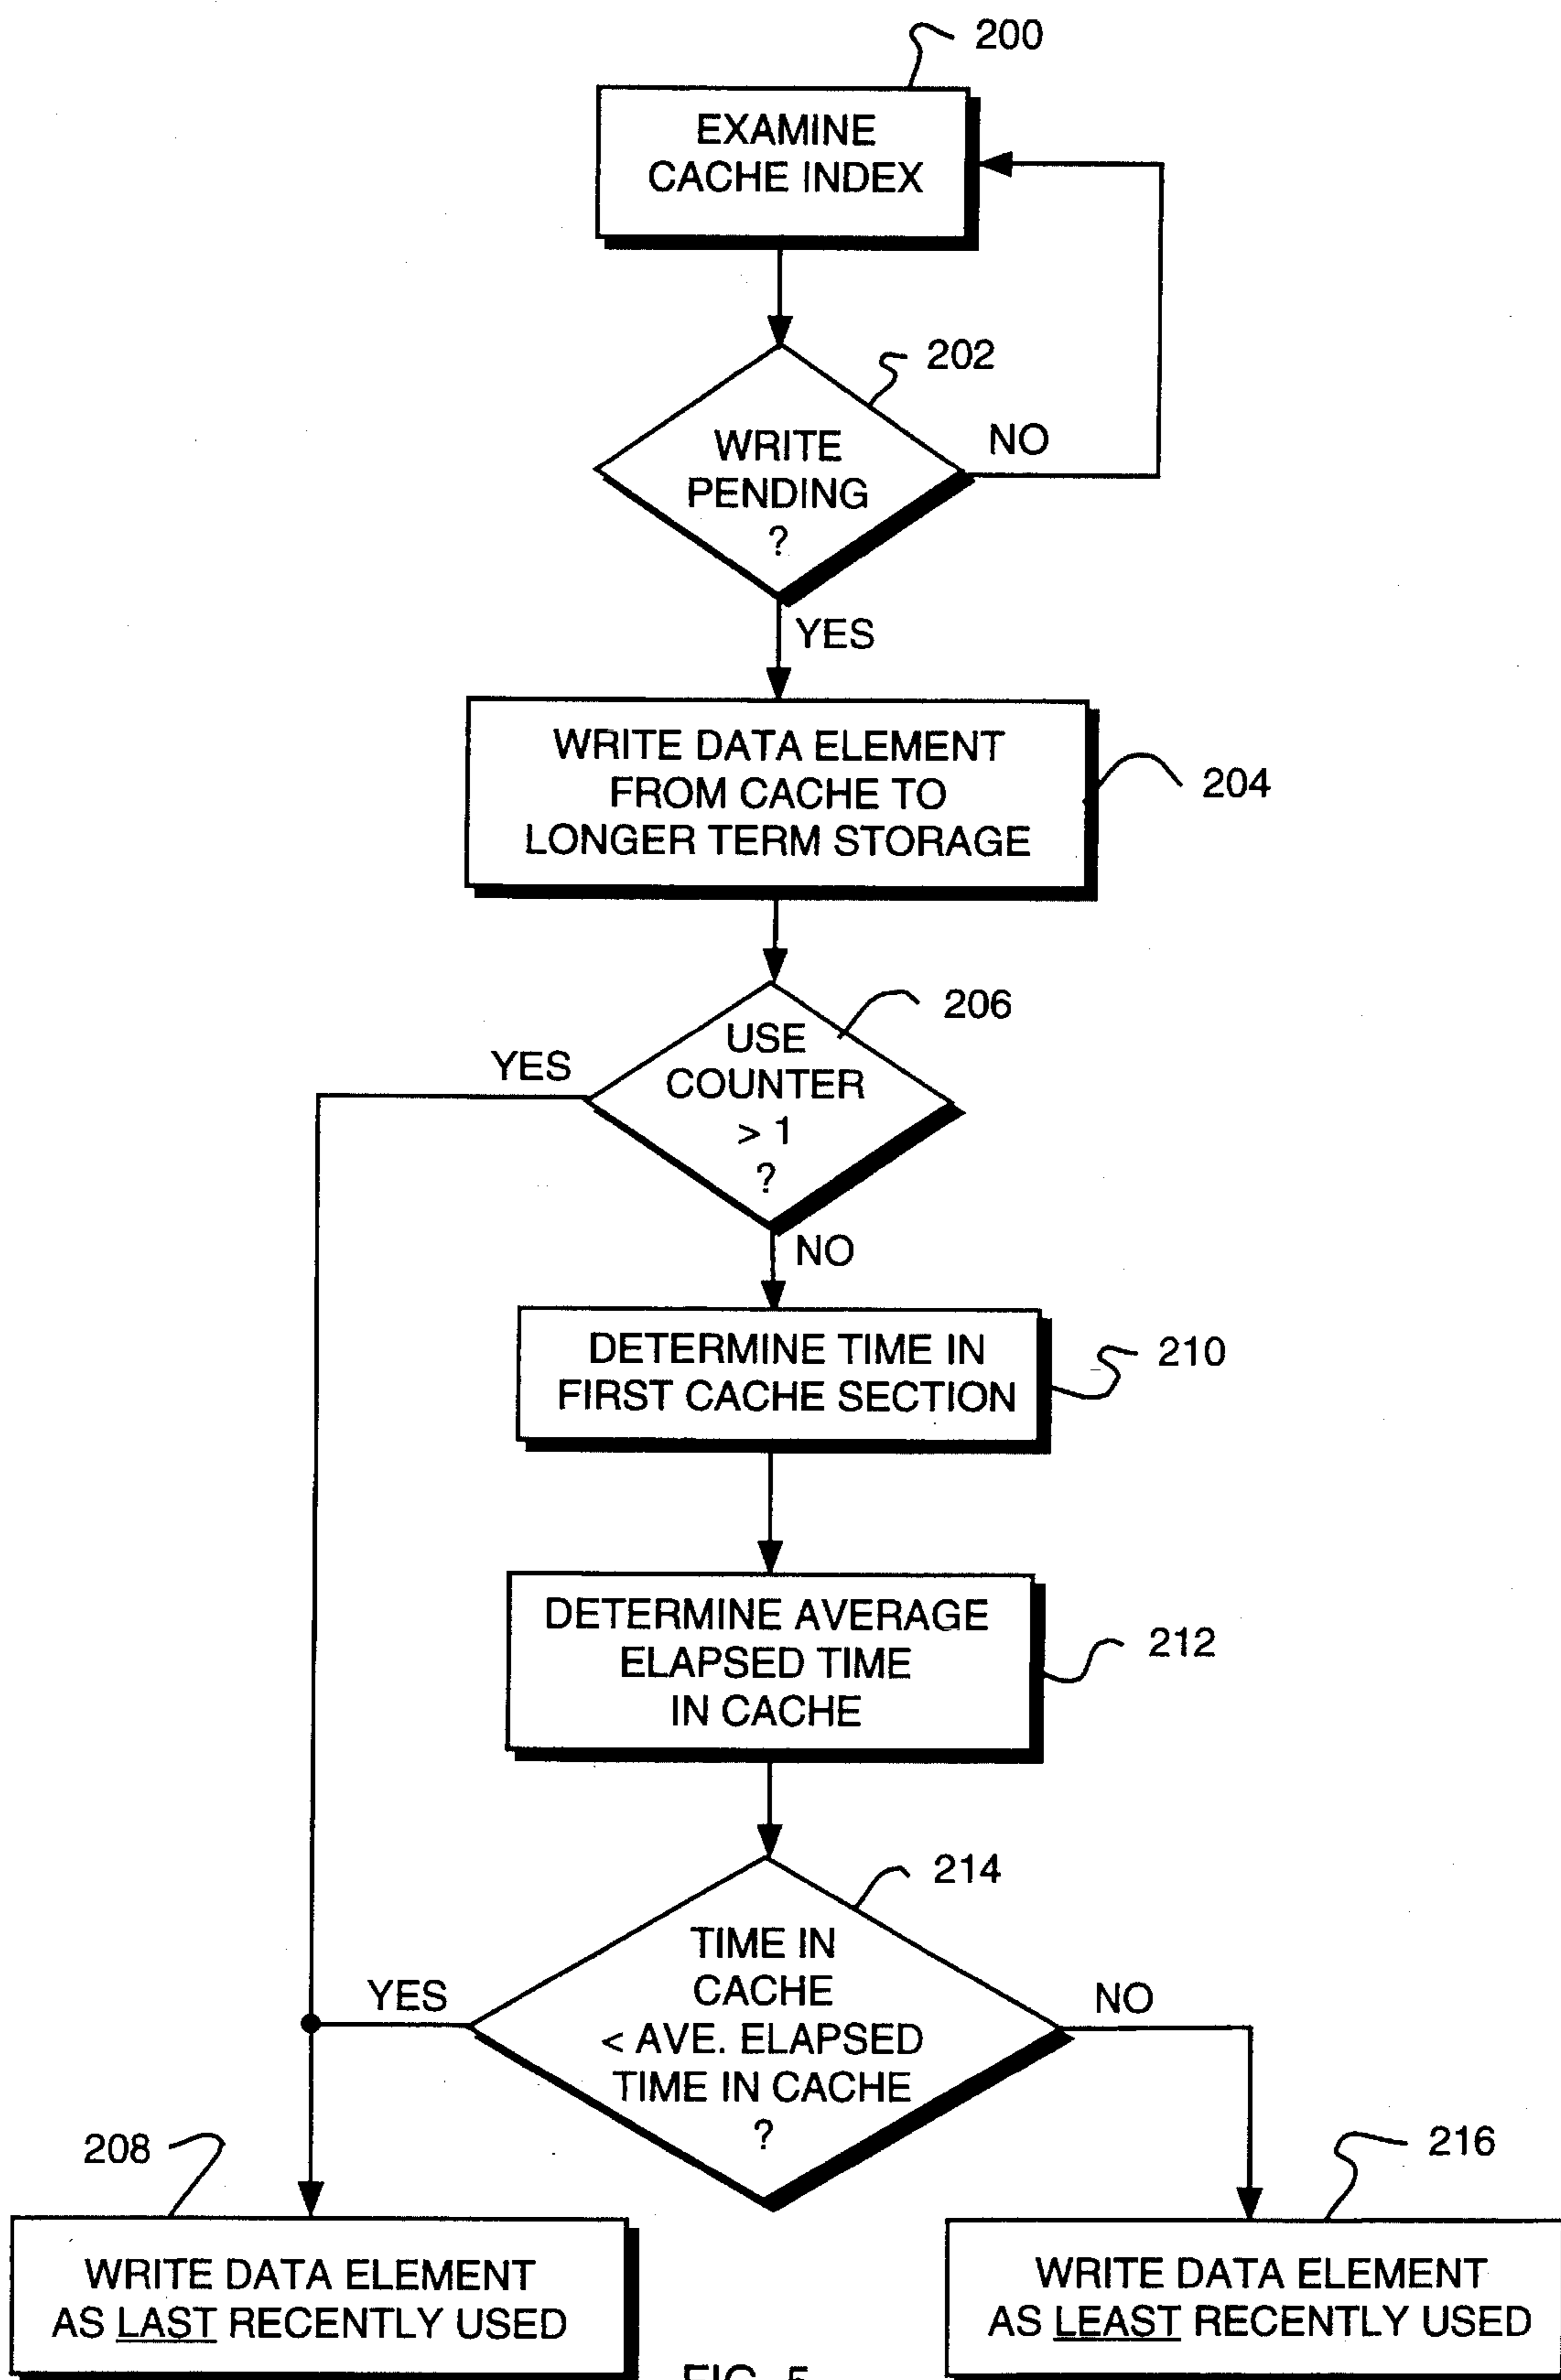 200
EXAMINE
CACHE INDEX
202
WRITE
PENDING
?
NO
YES
WRITE DATA ELEMENT
FROM CACHE TO
LONGER TERM STORAGE
204
206
USE
COUNTER
> 1
?
YES
NO
DETERMINE TIME IN
FIRST CACHE SECTION
210
DETERMINE AVERAGE
ELAPSED TIME
IN CACHE
212
214
TIME IN
CACHE
< AVE. ELAPSED
TIME IN CACHE
?
YES
NO
208
216
WRITE DATA ELEMENT
AS LAST RECENTLY USED
WRITE DATA ELEMENT
AS LEAST RECENTLY USED
FIG. 5